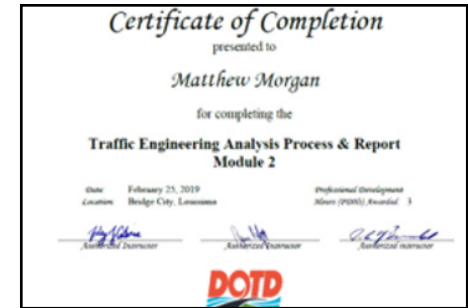 Certificate of Completion
presented to
Matthew Morgan
for completing the
Traffic Engineering Analysis Process & Report
Module 2
Date: February 25, 2019
Location: Bridge City, Louisiana
Professional Development
Hours (PDH) Awarded: 3
Authorized Instructor
Authorized Instructor
Authorized Instructor
DOTD